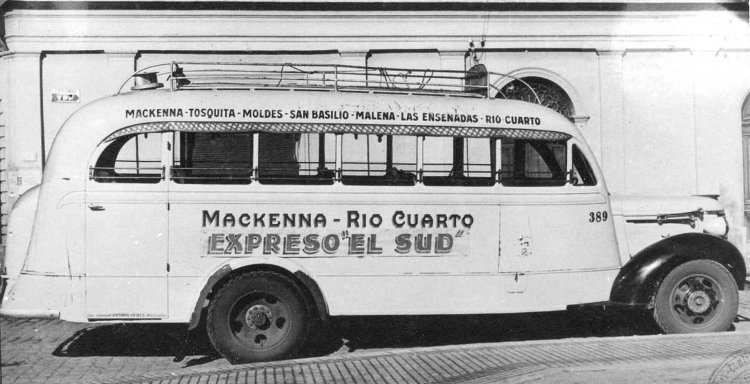 MACKENNA - TOSQUITA - MOLDES - SAN BASILIO - MALENA - LAS ENSENADAS - RIO CUARTO
MACKENNA - RIO CUARTO
EXPRESO "EL SUD"
389